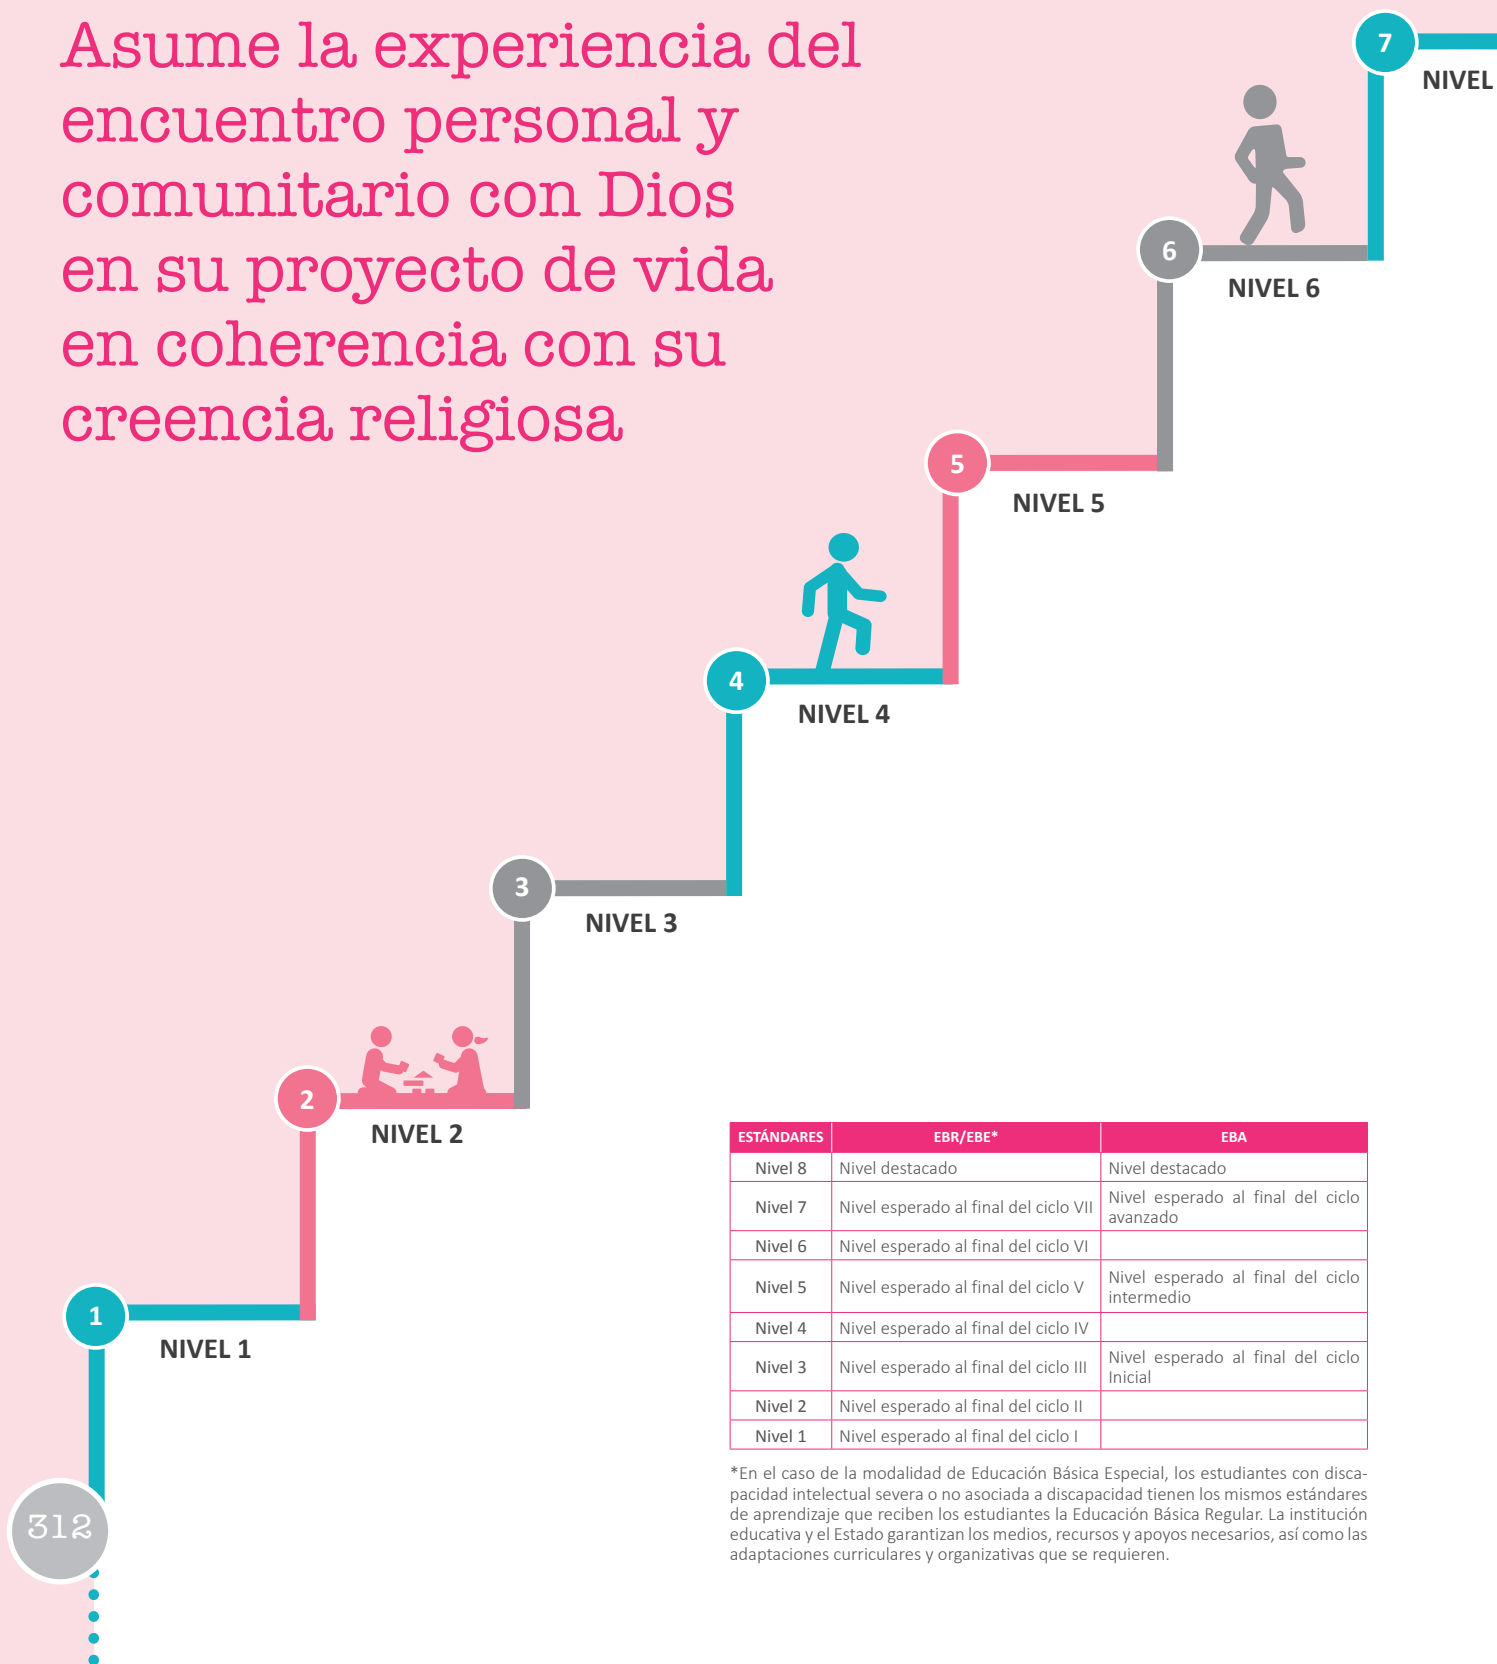 Asume la experiencia del
encuentro personal y
comunitario con Dios
en su proyecto de vida
en coherencia con su
creencia religiosa
7
NIVEL
6
NIVEL 6
5
NIVEL 5
4
NIVEL 4
3
NIVEL 3
2
NIVEL 2
1
NIVEL 1
ESTÁNDARES EBR/EBE* EBA
Nivel 8 Nivel destacado Nivel destacado
Nivel 7 Nivel esperado al final del ciclo VII Nivel esperado al final del ciclo
avanzado
Nivel 6 Nivel esperado al final del ciclo VI
Nivel 5 Nivel esperado al final del ciclo V Nivel esperado al final del ciclo
intermedio
Nivel 4 Nivel esperado al final del ciclo IV
Nivel 3 Nivel esperado al final del ciclo III Nivel esperado al final del ciclo
Inicial
Nivel 2 Nivel esperado al final del ciclo II
Nivel 1 Nivel esperado al final del ciclo I
*En el caso de la modalidad de Educación Básica Especial, los estudiantes con disca-
pacidad intelectual severa o no asociada a discapacidad tienen los mismos estándares
de aprendizaje que reciben los estudiantes la Educación Básica Regular. La institución
educativa y el Estado garantizan los medios, recursos y apoyos necesarios, así como las
adaptaciones curriculares y organizativas que se requieren.
312